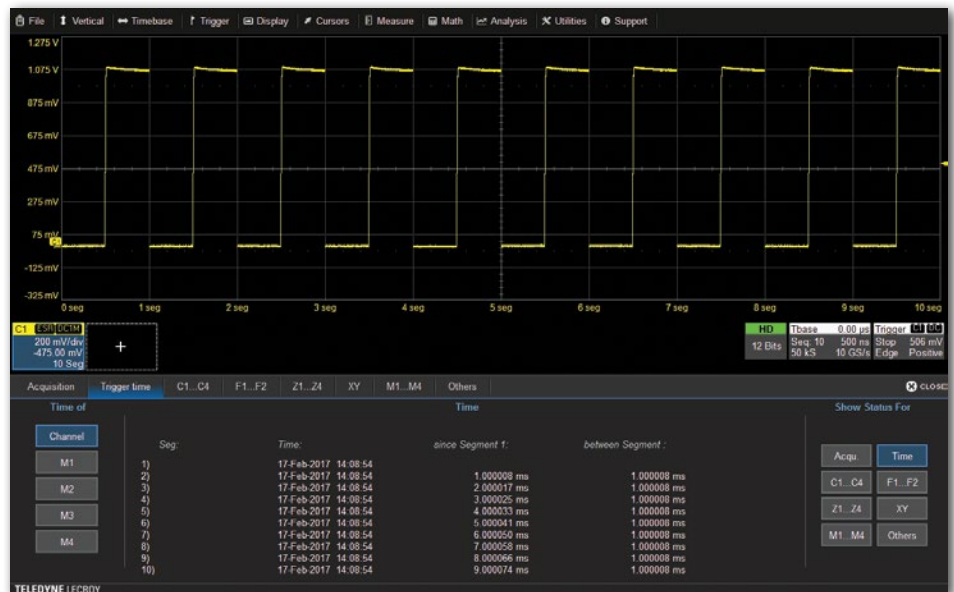 File Vertical Timebase Trigger Display Cursors Measure Math Analysis Utilities Support
1.275 V
1.075 V
875 mV
675 mV
475 mV
275 mV
75 mV
C1
-125 mV
-325 mV
0 seg 1 seg 2 seg 3 seg 4 seg 5 seg 6 seg 7 seg 8 seg 9 seg 10 seg
C1 ESR DC1M
200 mV/div
-475.00 mV
10 Seg
+
HD
12 Bits
Tbase 0.00 µs
Seq: 10 500 ns
50 kS 10 GS/s
Trigger C1 DC
Stop 506 mV
Edge Positive
Acquisition Trigger time C1...C4 F1...F2 Z1...Z4 XY M1...M4 Others CLOSE
Time of Time Show Status For
Channel
M1
M2
M3
M4
Seg: Time: since Segment 1: between Segment :
1) 17-Feb-2017 14:08:54
2) 17-Feb-2017 14:08:54 1.000008 ms 1.000008 ms
3) 17-Feb-2017 14:08:54 2.000017 ms 1.000008 ms
4) 17-Feb-2017 14:08:54 3.000025 ms 1.000008 ms
5) 17-Feb-2017 14:08:54 4.000033 ms 1.000008 ms
6) 17-Feb-2017 14:08:54 5.000041 ms 1.000008 ms
7) 17-Feb-2017 14:08:54 6.000050 ms 1.000008 ms
8) 17-Feb-2017 14:08:54 7.000058 ms 1.000008 ms
9) 17-Feb-2017 14:08:54 8.000066 ms 1.000008 ms
10) 17-Feb-2017 14:08:54 9.000074 ms 1.000008 ms
Acqu. Time
C1...C4 F1...F2
Z1...Z4 XY
M1...M4 Others
TELEDYNE LECROY